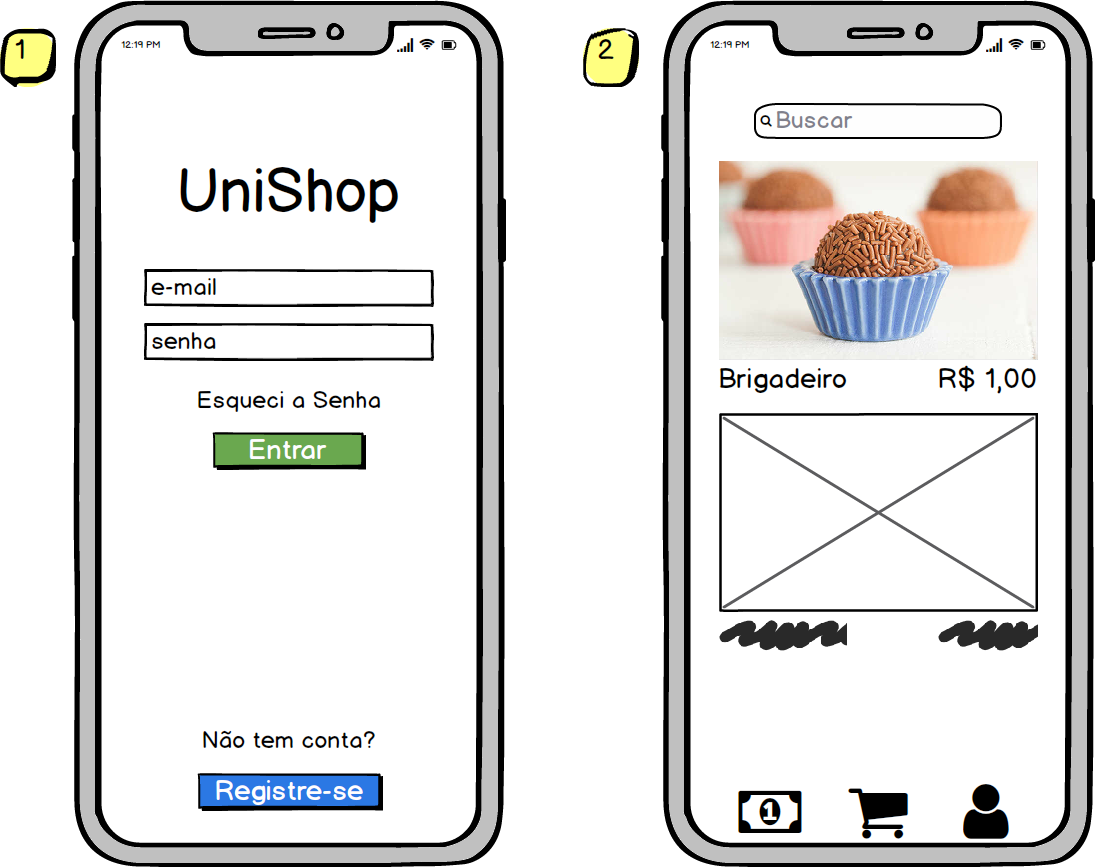 1
12:19 PM
UniShop
e-mail
senha
Esqueci a Senha
Entrar
Não tem conta?
Registre-se
2
12:19 PM
Buscar
Brigadeiro R$ 1,00
1